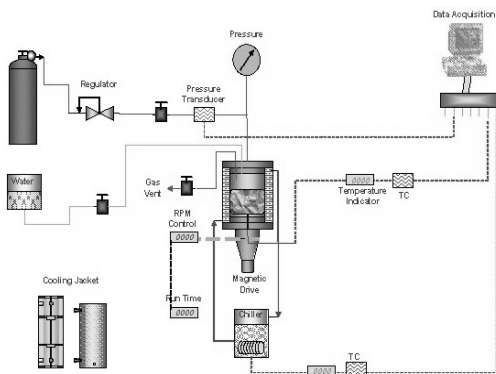 Data Acquisition
Pressure
Regulator
Pressure
Transducer
Water
Gas
Vent
Temperature
Indicator
TC
RPM
Control
0000
0000
Magnetic
Drive
Run Time
0000
Cooling Jacket
Chiller
TC